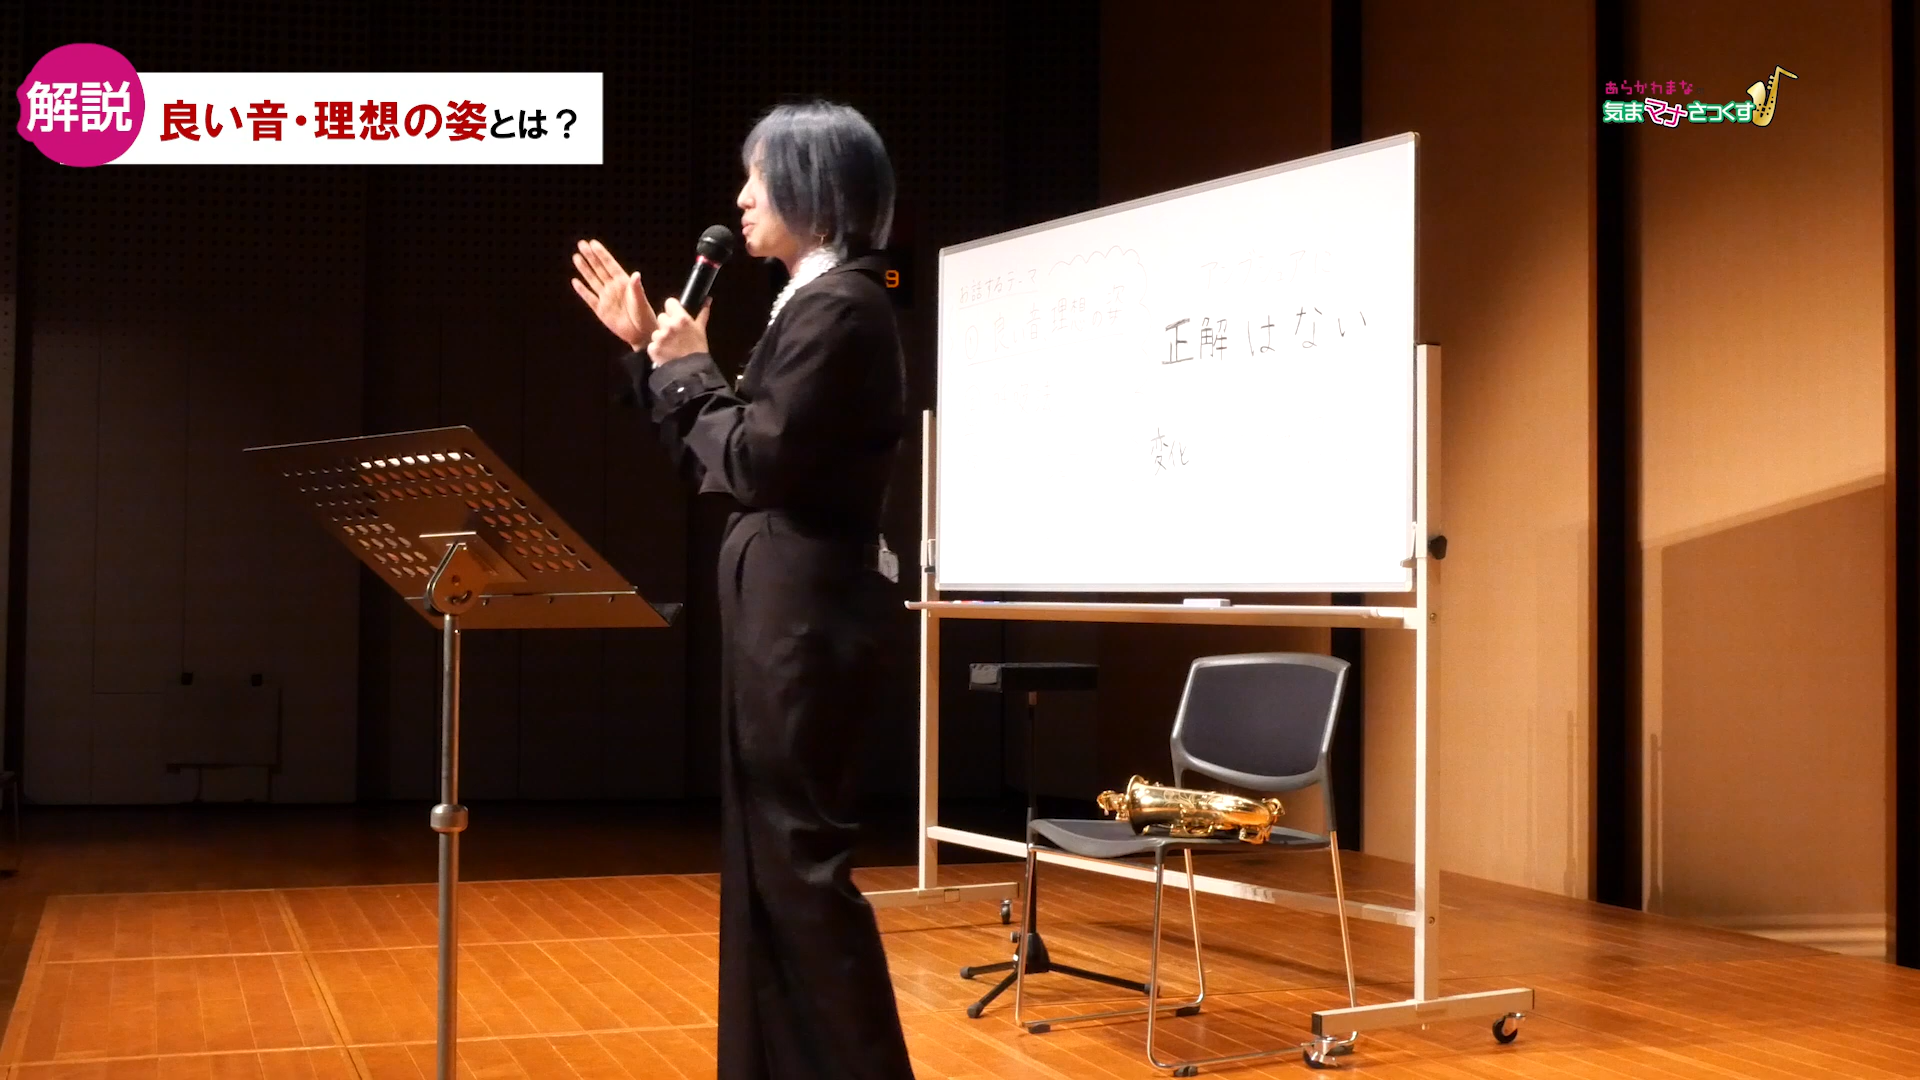 解説
良い音・理想の姿とは？
あらかわまな
気まマナさっくす
9
お話するテーマ
① 良い音 理想の姿
正解はない
変化